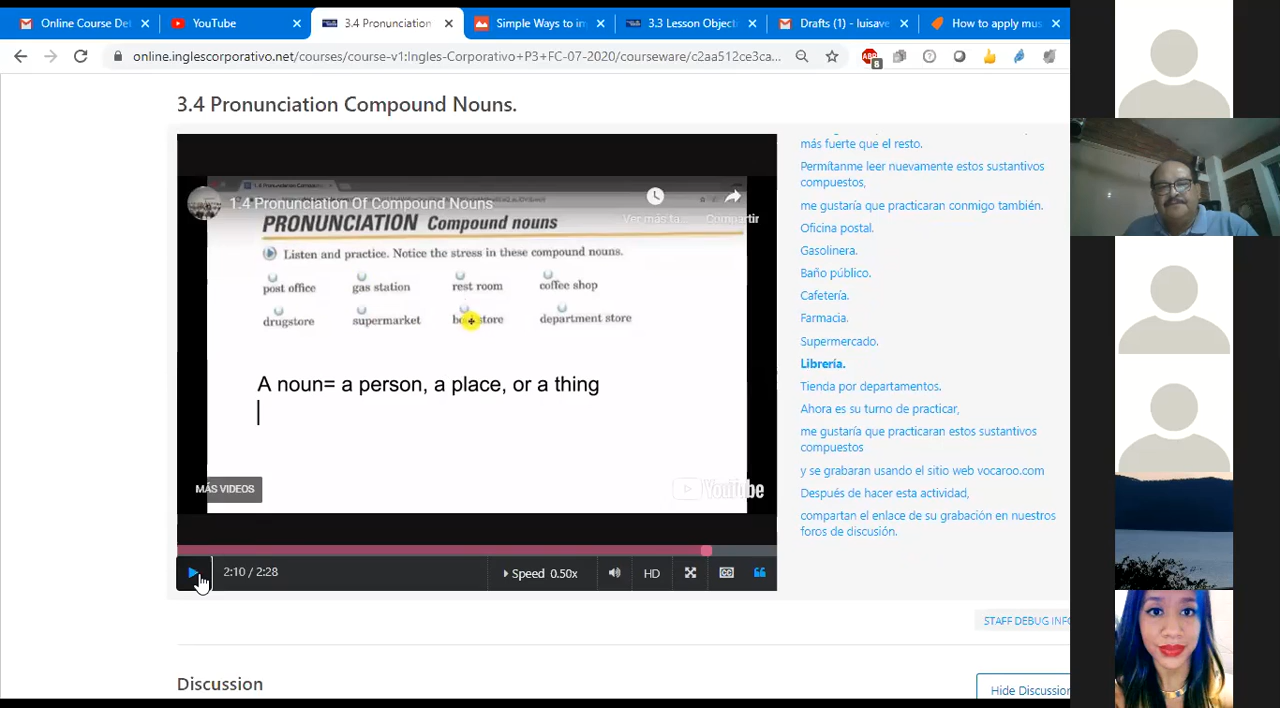 Online Course De
YouTube
3.4 Pronunciation
Simple Ways to in
3.3 Lesson Object
Drafts (1) - luisave
How to apply mus
online.inglescorporativo.net/courses/course-v1:Ingles-Corporativo+P3+FC-07-2020/courseware/c2aa512ce3ca...
8
3.4 Pronunciation Compound Nouns.
1.4 Pronunciation Of Compound Nouns
Ver más ta...
Compartir
PRONUNCIATION Compound nouns
Listen and practice. Notice the stress in these compound nouns.
post office gas station rest room coffee shop
drugstore supermarket store department store
A noun= a person, a place, or a thing
MÁS VIDEOS
YouTube
2:10 / 2:28
Speed 0.50x
HD
más fuerte que el resto.
Permítanme leer nuevamente estos sustantivos
compuestos,
me gustaría que practicaran conmigo también.
Oficina postal.
Gasolinera.
Baño público.
Cafetería.
Farmacia.
Supermercado.
Librería.
Tienda por departamentos.
Ahora es su turno de practicar,
me gustaría que practicaran estos sustantivos
compuestos
y se grabaran usando el sitio web vocaroo.com
Después de hacer esta actividad,
compartan el enlace de su grabación en nuestros
foros de discusión.
STAFF DEBUG INFO
Discussion
Hide Discussion